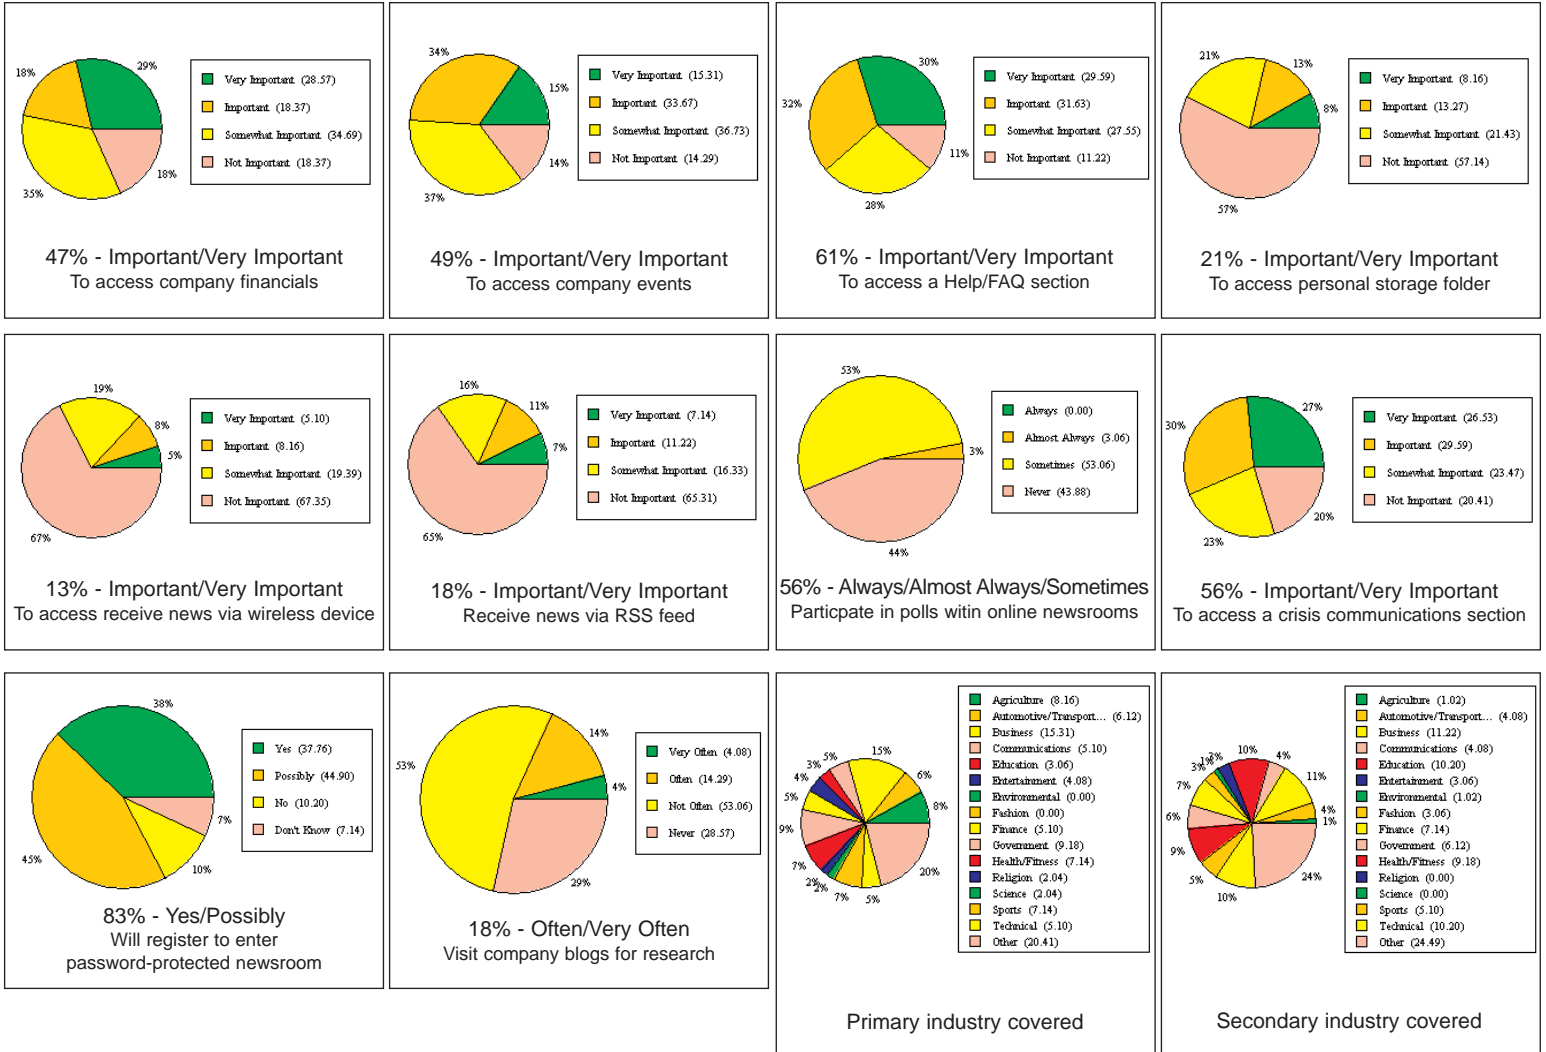 29%
18%
35%
18%
Very Important (28.57)
Important (18.37)
Somewhat Important (34.69)
Not Important (18.37)
47% - Important/Very Important
To access company financials
34%
15%
37%
14%
Very Important (15.31)
Important (33.67)
Somewhat Important (36.73)
Not Important (14.29)
49% - Important/Very Important
To access company events
30%
32%
28%
11%
Very Important (29.59)
Important (31.63)
Somewhat Important (27.55)
Not Important (11.22)
61% - Important/Very Important
To access a Help/FAQ section
21%
13%
8%
57%
Very Important (8.16)
Important (13.27)
Somewhat Important (21.43)
Not Important (57.14)
21% - Important/Very Important
To access personal storage folder
19%
8%
5%
67%
Very Important (5.10)
Important (8.16)
Somewhat Important (19.39)
Not Important (67.35)
13% - Important/Very Important
To access receive news via wireless device
16%
11%
7%
65%
Very Important (7.14)
Important (11.22)
Somewhat Important (16.33)
Not Important (65.31)
18% - Important/Very Important
Receive news via RSS feed
53%
3%
44%
Always (0.00)
Almost Always (3.06)
Sometimes (53.06)
Never (43.88)
56% - Always/Almost Always/Sometimes
Particpate in polls witin online newsrooms
27%
30%
23%
20%
Very Important (26.53)
Important (29.59)
Somewhat Important (23.47)
Not Important (20.41)
56% - Important/Very Important
To access a crisis communications section
38%
45%
10%
7%
Yes (37.76)
Possibly (44.90)
No (10.20)
Don't Know (7.14)
83% - Yes/Possibly
Will register to enter
password-protected newsroom
53%
14%
4%
29%
Very Often (4.08)
Often (14.29)
Not Often (53.06)
Never (28.57)
18% - Often/Very Often
Visit company blogs for research
8%
6%
15%
5%
3%
4%
5%
9%
7%
2%
2%
7%
5%
20%
Agriculture (8.16)
Automotive/Transport... (6.12)
Business (15.31)
Communications (5.10)
Education (3.06)
Entertainment (4.08)
Environmental (0.00)
Fashion (0.00)
Finance (5.10)
Government (9.18)
Health/Fitness (7.14)
Religion (2.04)
Science (2.04)
Sports (7.14)
Technical (5.10)
Other (20.41)
Primary industry covered
1%
4%
11%
4%
10%
3%
1%
3%
7%
6%
9%
5%
10%
24%
Agriculture (1.02)
Automotive/Transport... (4.08)
Business (11.22)
Communications (4.08)
Education (10.20)
Entertainment (3.06)
Environmental (1.02)
Fashion (3.06)
Finance (7.14)
Government (6.12)
Health/Fitness (9.18)
Religion (0.00)
Science (0.00)
Sports (5.10)
Technical (10.20)
Other (24.49)
Secondary industry covered